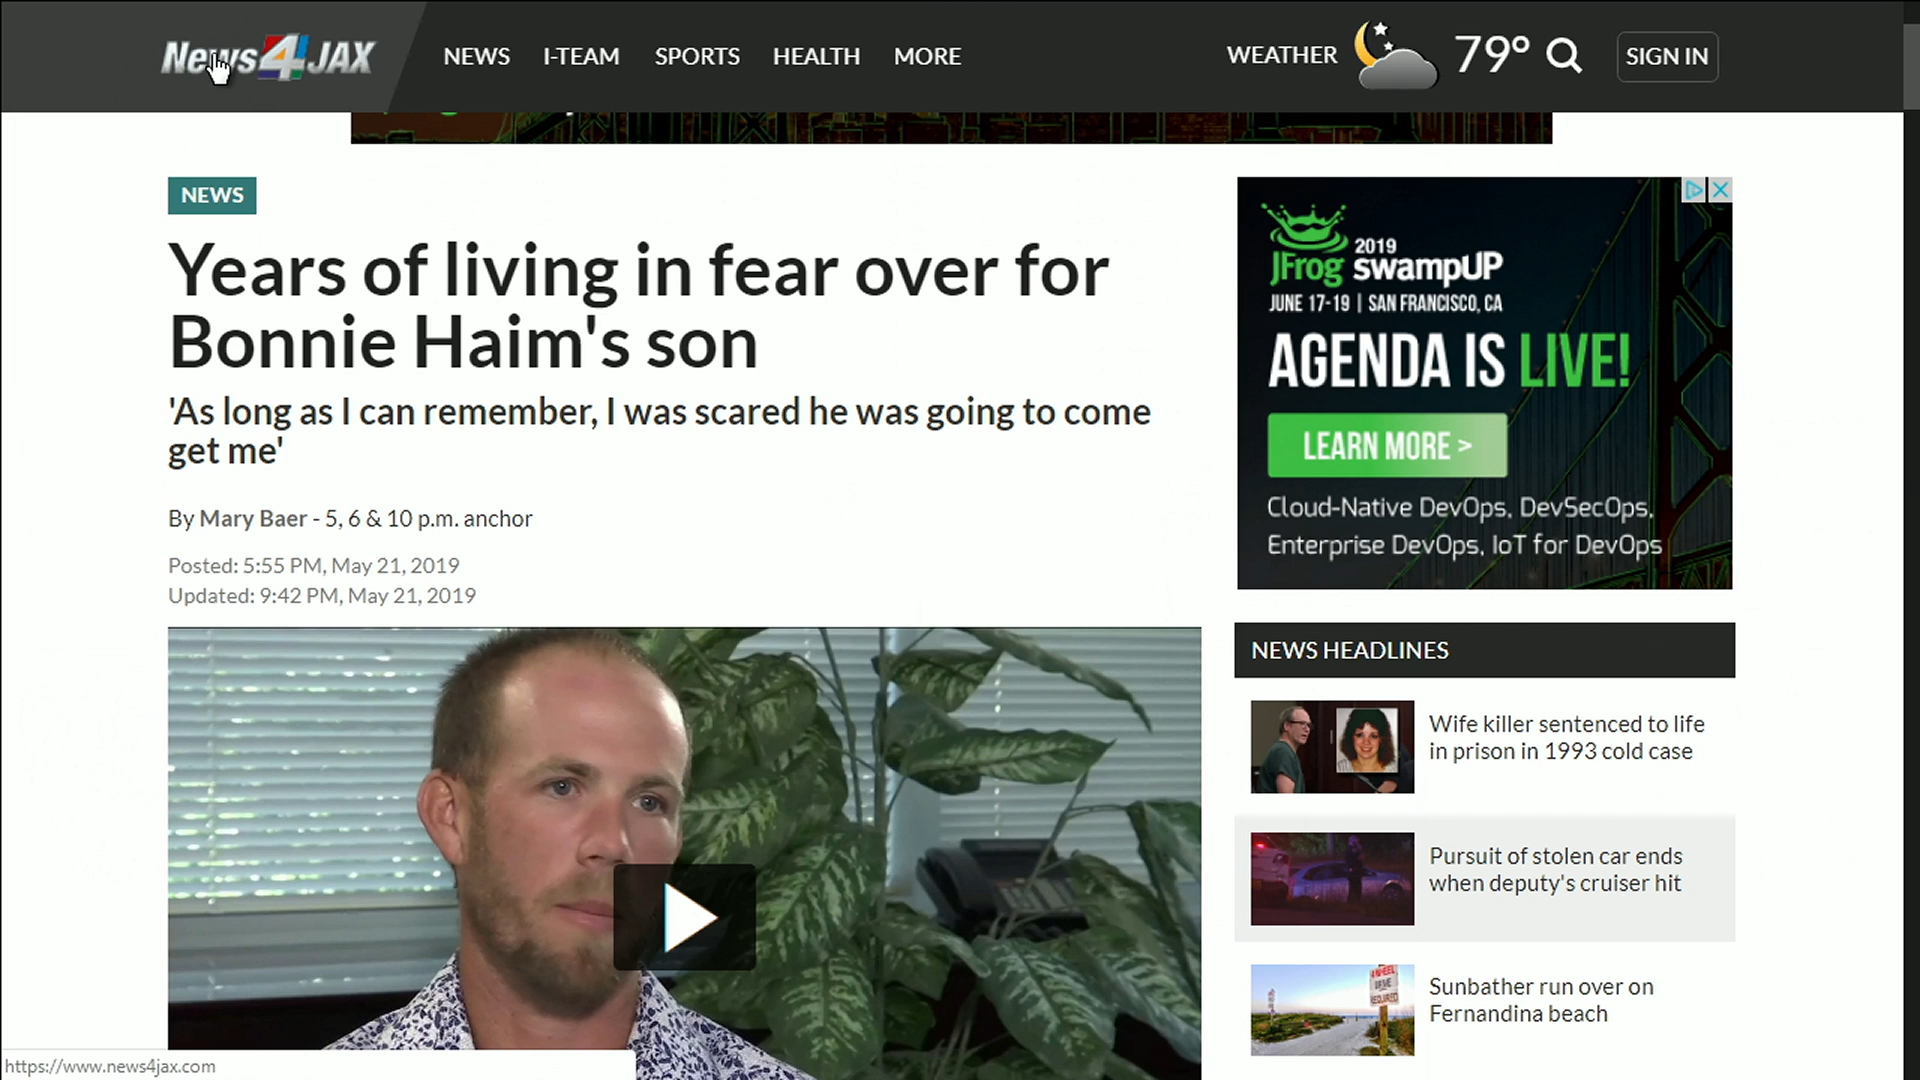 News4JAX
NEWS
I-TEAM
SPORTS
HEALTH
MORE
WEATHER
79°
SIGN IN
NEWS
Years of living in fear over for
Bonnie Haim's son
'As long as I can remember, I was scared he was going to come
get me'
By Mary Baer - 5, 6 & 10 p.m. anchor
Posted: 5:55 PM, May 21, 2019
Updated: 9:42 PM, May 21, 2019
JFrog
2019
swampUP
JUNE 17-19 | SAN FRANCISCO, CA
AGENDA IS LIVE!
LEARN MORE >
Cloud-Native DevOps, DevSecOps,
Enterprise DevOps, IoT for DevOps
NEWS HEADLINES
Wife killer sentenced to life
in prison in 1993 cold case
Pursuit of stolen car ends
when deputy's cruiser hit
Sunbather run over on
Fernandina beach
https://www.news4jax.com